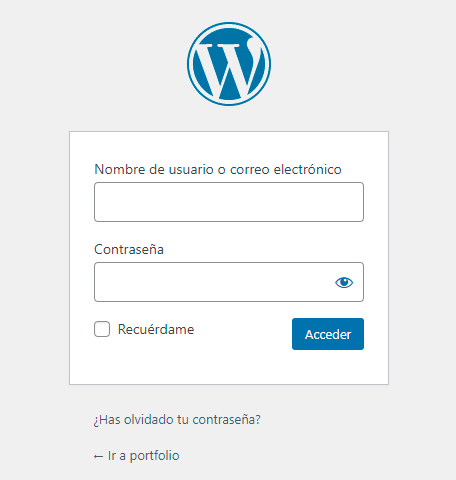 Nombre de usuario o correo electrónico
Contraseña
Recuérdame
Acceder
¿Has olvidado tu contraseña?
← Ir a portfolio